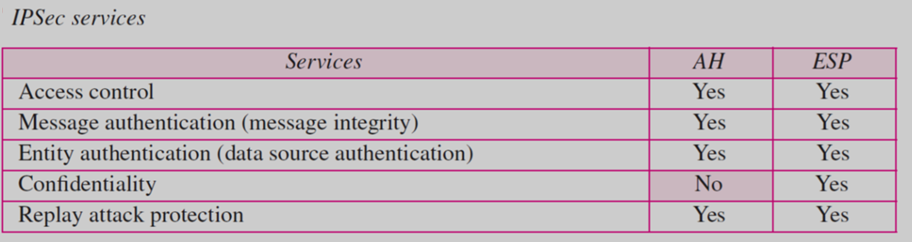 IPSec services
Services AH ESP
Access control Yes Yes
Message authentication (message integrity) Yes Yes
Entity authentication (data source authentication) Yes Yes
Confidentiality No Yes
Replay attack protection Yes Yes